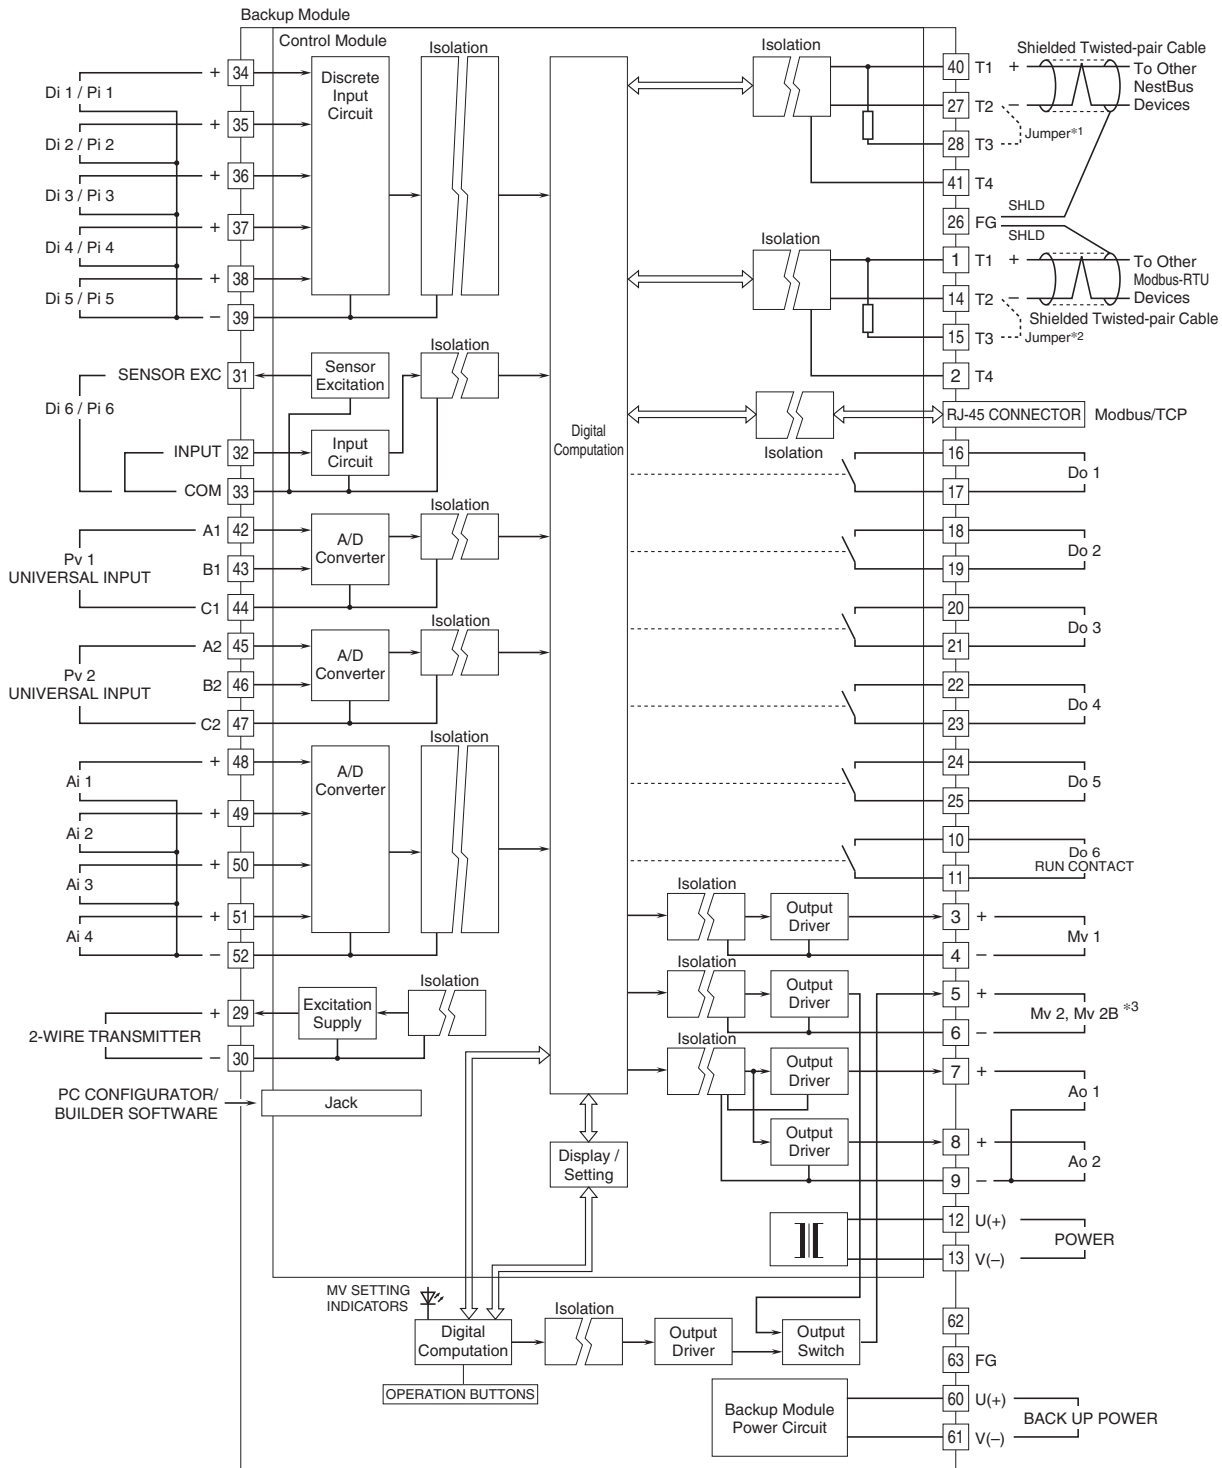 Backup Module
Control Module
Isolation
Discrete
Input
Circuit
Di 1 / Pi 1
Di 2 / Pi 2
Di 3 / Pi 3
Di 4 / Pi 4
Di 5 / Pi 5
+ 34
+ 35
+ 36
+ 37
+ 38
− 39
SENSOR EXC 31
Sensor
Excitation
Isolation
Di 6 / Pi 6
INPUT 32
Input
Circuit
COM 33
Isolation
A1 42
A/D
Converter
Pv 1
UNIVERSAL INPUT
B1 43
C1 44
Isolation
A2 45
A/D
Converter
Pv 2
UNIVERSAL INPUT
B2 46
C2 47
Isolation
+ 48
A/D
Converter
Ai 1
+ 49
Ai 2
+ 50
Ai 3
+ 51
Ai 4
− 52
Isolation
+ 29
Excitation
Supply
2-WIRE TRANSMITTER
− 30
PC CONFIGURATOR/
BUILDER SOFTWARE
Jack
Digital
Computation
Display /
Setting
Isolation
40 T1 +
27 T2 −
28 T3
41 T4
Shielded Twisted-pair Cable
To Other
NestBus
Devices
Jumper*1
SHLD
26 FG
SHLD
Isolation
1 T1 +
14 T2 −
15 T3
2 T4
To Other
Modbus-RTU
Devices
Shielded Twisted-pair Cable
Jumper*2
RJ-45 CONNECTOR Modbus/TCP
Isolation
16
Do 1
17
18
Do 2
19
20
Do 3
21
22
Do 4
23
24
Do 5
25
10
Do 6
RUN CONTACT
11
Isolation
Output
Driver
3 +
Mv 1
4 −
Isolation
Output
Driver
5 +
Mv 2, Mv 2B *3
6 −
Isolation
Output
Driver
7 +
Ao 1
Output
Driver
8 +
Ao 2
9 −
12 U(+)
POWER
13 V(−)
MV SETTING
INDICATORS
Digital
Computation
OPERATION BUTTONS
Isolation
Output
Driver
Output
Switch
62
63 FG
Backup Module
Power Circuit
60 U(+)
BACK UP POWER
61 V(−)